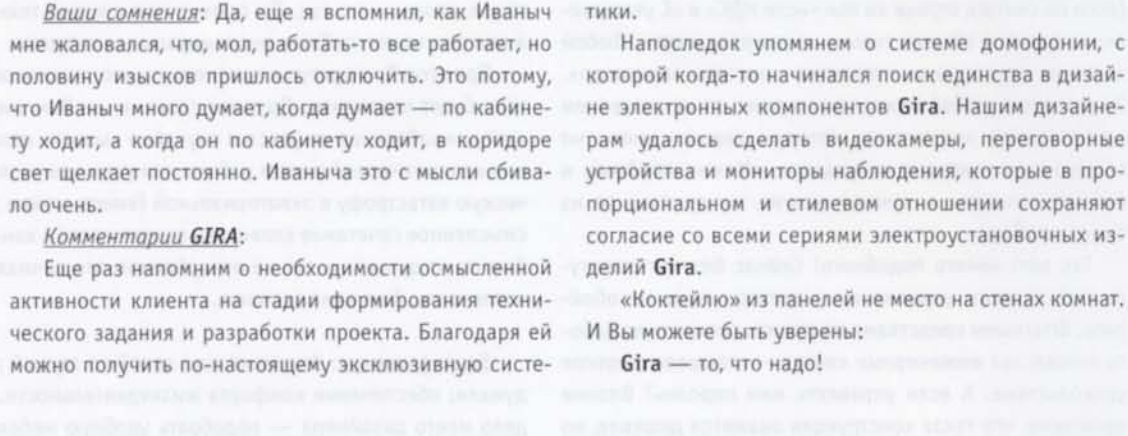 Ваши сомнения: Да, еще я вспомнил, как Иваныч
мне жаловался, что, мол, работать-то все работает, но
половину изысков пришлось отключить. Это потому,
что Иваныч много думает, когда думает — по кабине-
ту ходит, а когда он по кабинету ходит, в коридоре
свет щелкает постоянно. Иваныча это с мысли сбива-
ло очень.
Комментарии GIRA:
Еще раз напомним о необходимости осмысленной
активности клиента на стадии формирования техни-
ческого задания и разработки проекта. Благодаря ей
можно получить по-настоящему эксклюзивную систе-
тики.
Напоследок упомянем о системе домофонии, с
которой когда-то начинался поиск единства в дизай-
не электронных компонентов Gira. Нашим дизайне-
рам удалось сделать видеокамеры, переговорные
устройства и мониторы наблюдения, которые в про-
порциональном и стилевом отношении сохраняют
согласие со всеми сериями электроустановочных из-
делий Gira.
«Коктейлю» из панелей не место на стенах комнат.
И Вы можете быть уверены:
Gira — то, что надо!